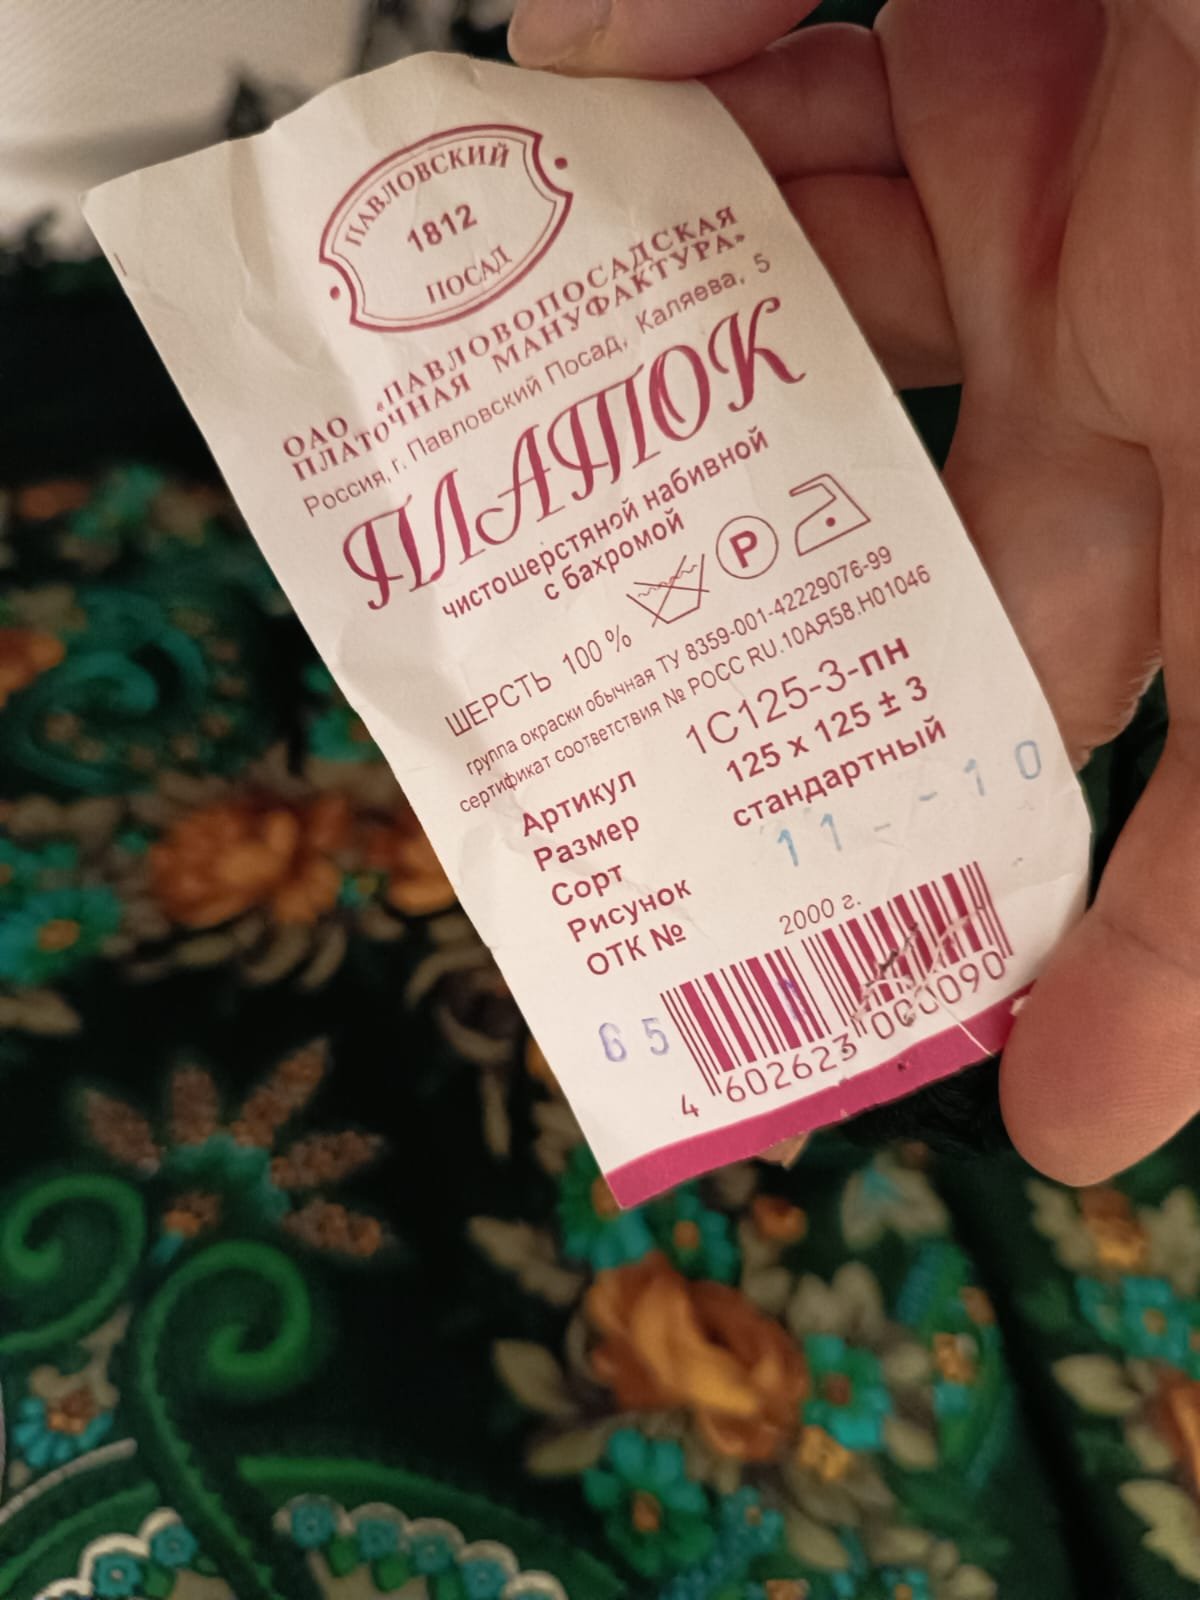 ПАВЛОВСКИЙ
1812
ПОСАД
ОАО „ПАВЛОВОПОСАДСКАЯ
ПЛАТОЧНАЯ МАНУФАКТУРА"
Россия, г. Павловский Посад, Каляева, 5
ПЛАТОК
чистошерстяной набивной
с бахромой
ШЕРСТЬ 100 %
P
группа окраски обычная ТУ 8359-001-42229076-99
сертификат соответствия № РОСС RU.10АЯ58.Н01046
Артикул 1С125-3-ПН
Размер 125 х 125 ± 3
Сорт стандартный
Рисунок 11- -10
ОТК №
2000 г.
65
4 602623 000090